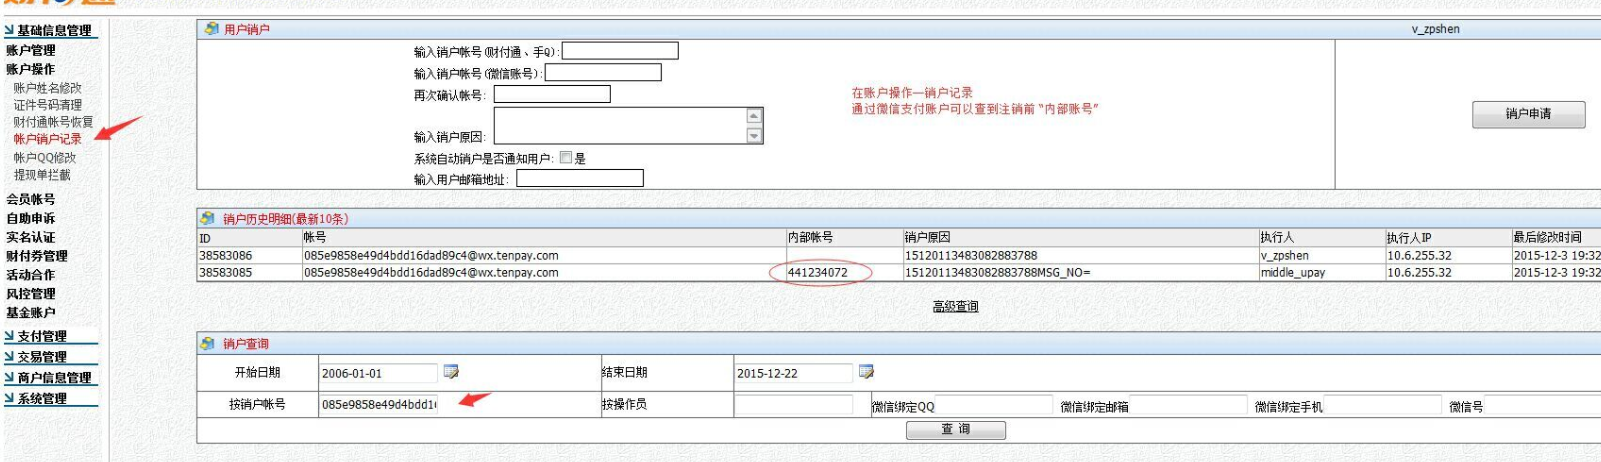 基础信息管理
账户管理
账户操作
账户姓名修改
证件号码清理
财付通帐号恢复
帐户销户记录
帐户QQ修改
提现单拦截
会员帐号
自助申诉
实名认证
财付券管理
活动合作
风控管理
基金账户
支付管理
交易管理
商户信息管理
系统管理
用户销户 v_zpshen
输入销户帐号(财付通、手Q):
输入销户帐号(微信账号):
再次确认帐号:
输入销户原因:
系统自动销户是否通知用户: 是
输入用户邮箱地址:
在账户操作—销户记录
通过微信支付账户可以查到注销前“内部账号”
销户申请
销户历史明细(最新10条)
ID 帐号 内部帐号 销户原因 执行人 执行人IP 最后修改时间
38583086 085e9858e49d4bdd16dad89c4@wx.tenpay.com 15120113483082883788 v_zpshen 10.6.255.32 2015-12-3 19:32
38583085 085e9858e49d4bdd16dad89c4@wx.tenpay.com 441234072 15120113483082883788MSG_NO= middle_upay 10.6.255.32 2015-12-3 19:32
高级查询
销户查询
开始日期 2006-01-01 结束日期 2015-12-22
按销户帐号 085e9858e49d4bdd1 按操作员 微信绑定QQ 微信绑定邮箱 微信绑定手机 微信号
查 询